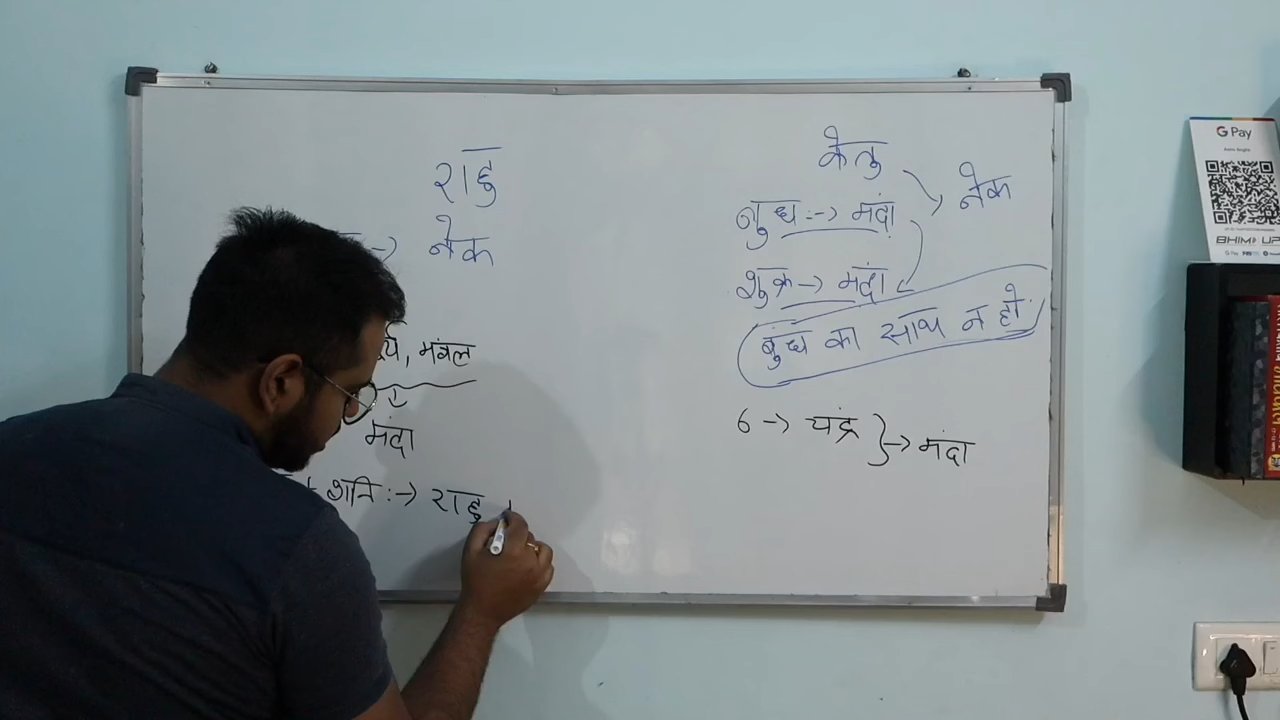 राहु
:-) नेक
, मंगल
मंदा
+ शनि :-> राहु +
केतु
बुध :-> मंदा -> नेक
शुक्र -> मंदा
बुध का साथ न हो
6 -> चंद्र } -> मंदा
G Pay
BHIM UPI